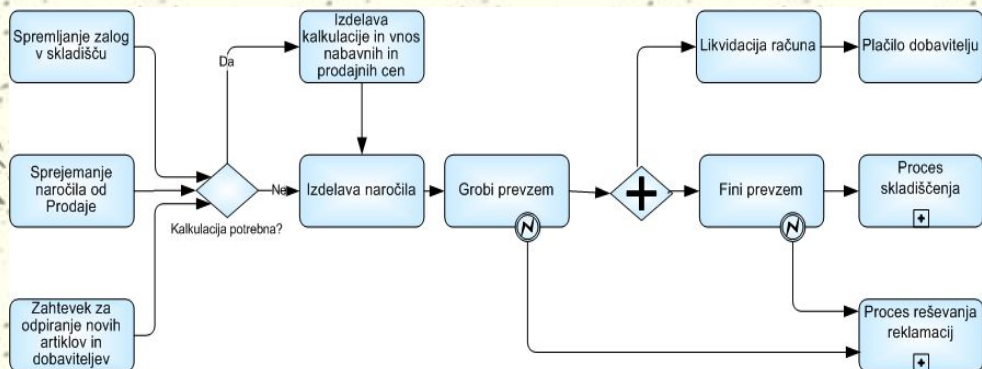 Spremljanje zalog
v skladišču
Izdelava
kalkulacije in vnos
nabavnih in
prodajnih cen
Likvidacija računa
Plačilo dobavitelju
Da
Sprejemanje
naročila od
Prodaje
Ne
Kalkulacija potrebna?
Izdelava naročila
Grobi prevzem
Fini prevzem
Proces
skladiščenja
Zahtevek za
odpiranje novih
artiklov in
dobaviteljev
Proces reševanja
reklamacij